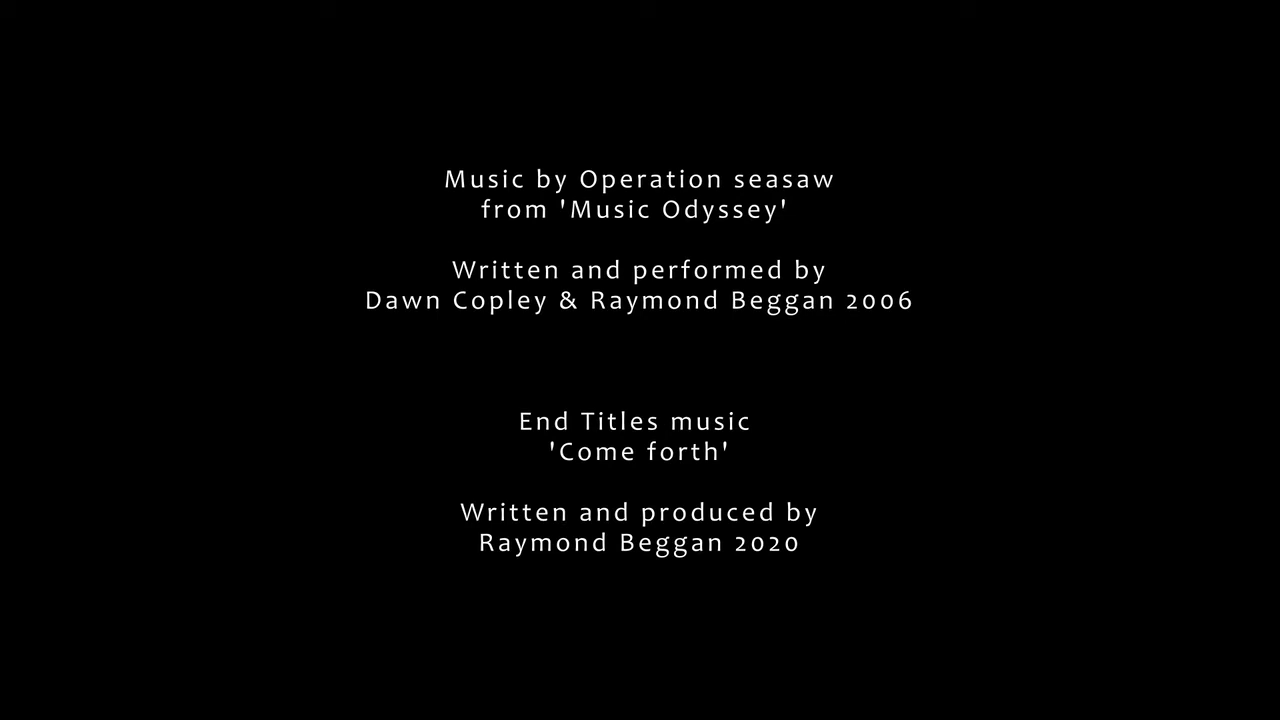 Music by Operation seasaw
from 'Music Odyssey'
Written and performed by
Dawn Copley & Raymond Beggan 2006
End Titles music
'Come forth'
Written and produced by
Raymond Beggan 2020